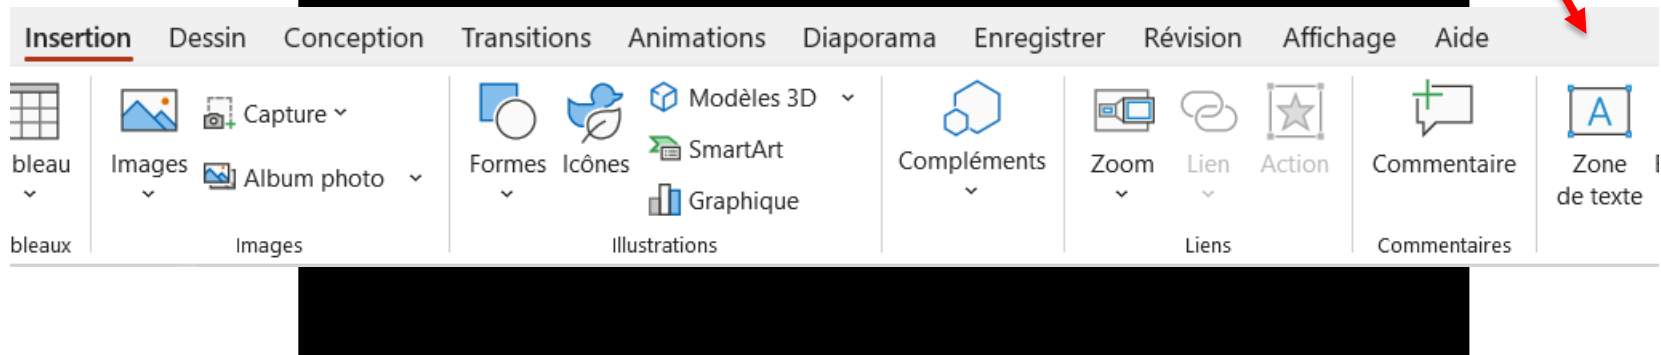 Insertion Dessin Conception Transitions Animations Diaporama Enregistrer Révision Affichage Aide
bleau
Images
Capture
Album photo
Formes
Icônes
Modèles 3D
SmartArt
Graphique
Compléments
Zoom
Lien
Action
Commentaire
A
Zone
de texte
bleaux
Images
Illustrations
Liens
Commentaires